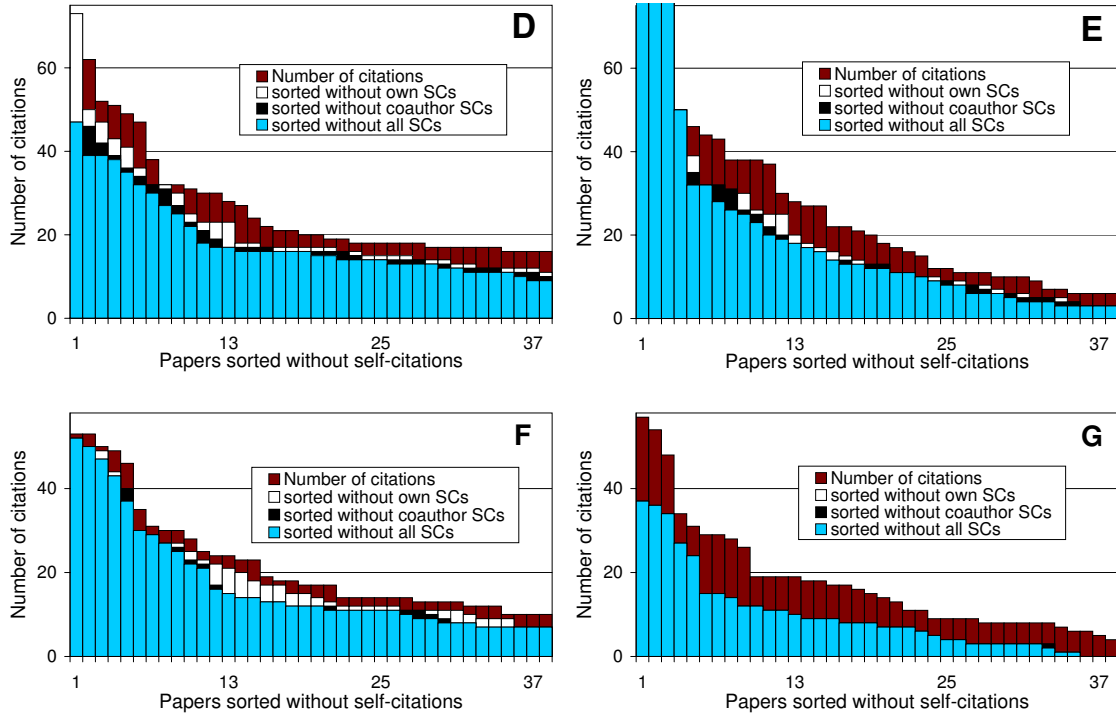 D
60
40
20
0
Number of citations
Number of citations
sorted without own SCs
sorted without coauthor SCs
sorted without all SCs
1 13 25 37
Papers sorted without self-citations
E
60
40
20
0
Number of citations
Number of citations
sorted without own SCs
sorted without coauthor SCs
sorted without all SCs
1 13 25 37
Papers sorted without self-citations
F
40
20
0
Number of citations
Number of citations
sorted without own SCs
sorted without coauthor SCs
sorted without all SCs
1 13 25 37
Papers sorted without self-citations
G
40
20
0
Number of citations
Number of citations
sorted without own SCs
sorted without coauthor SCs
sorted without all SCs
1 13 25 37
Papers sorted without self-citations